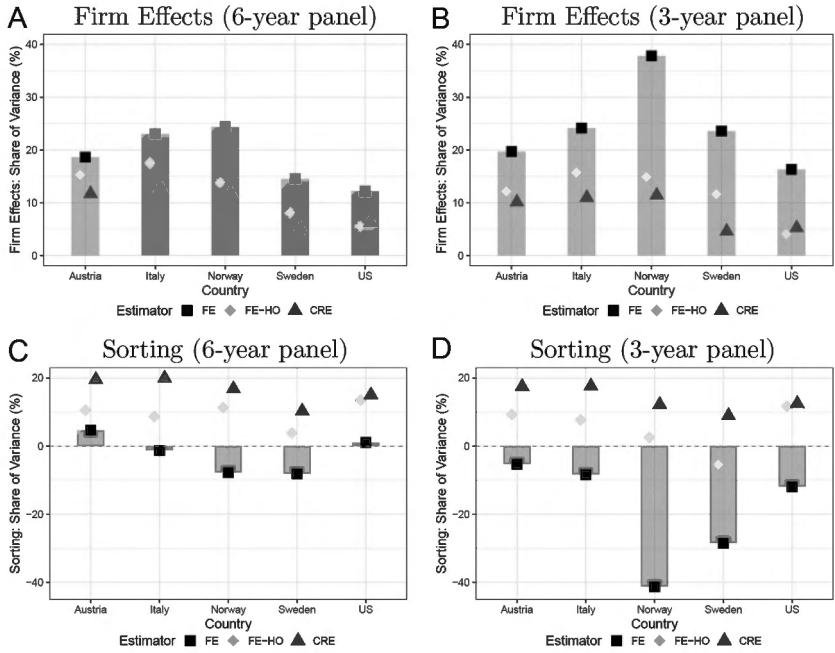 A Firm Effects (6-year panel)
Firm Effects: Share of Variance (%)
40
30
20
10
0
Austria Italy Norway Sweden US
Country
Estimator FE FE-HO CRE
B Firm Effects (3-year panel)
Firm Effects: Share of Variance (%)
40
30
20
10
0
Austria Italy Norway Sweden US
Country
Estimator FE FE-HO CRE
C Sorting (6-year panel)
Sorting: Share of Variance (%)
20
0
-20
-40
Austria Italy Norway Sweden US
Country
Estimator FE FE-HO CRE
D Sorting (3-year panel)
Sorting: Share of Variance (%)
20
0
-20
-40
Austria Italy Norway Sweden US
Country
Estimator FE FE-HO CRE